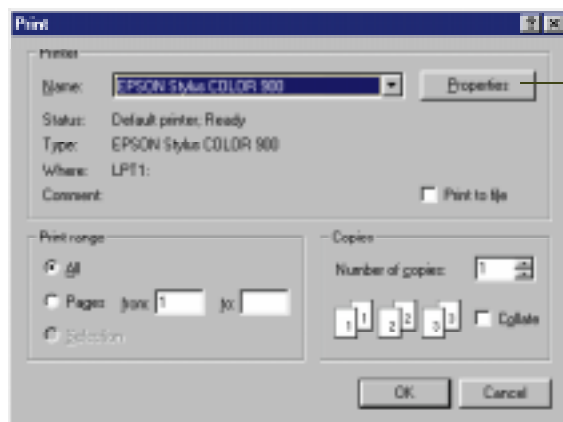 Print
Printer
Name: EPSON Stylus COLOR 900 Properties
Status: Default printer; Ready
Type: EPSON Stylus COLOR 900
Where: LPT1:
Comment: Print to file
Print range
All
Pages from: 1 to:
Selection
Copies
Number of copies: 1
1 1 2 2 3 3 Collate
OK Cancel